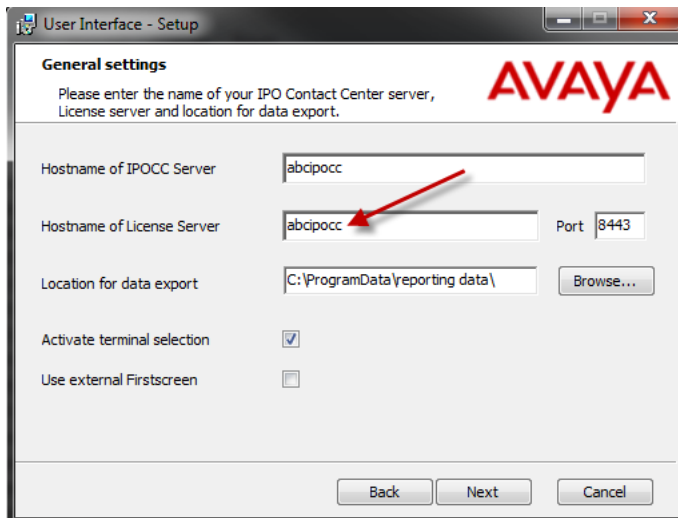 User Interface - Setup
General settings
AVAYA
Please enter the name of your IPO Contact Center server,
License server and location for data export.
Hostname of IPOCC Server
abcipocc
Hostname of License Server
abcipocc
Port
8443
Location for data export
C:\ProgramData\reporting data\
Browse...
Activate terminal selection
Use external Firstscreen
Back
Next
Cancel